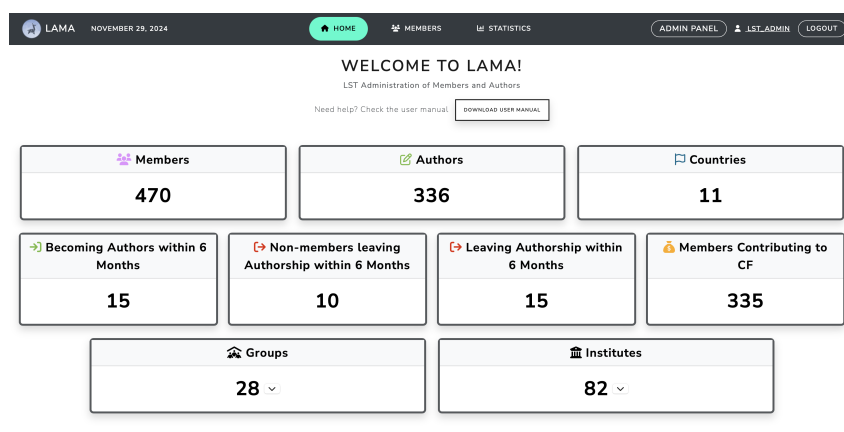 LAMA NOVEMBER 29, 2024 HOME MEMBERS STATISTICS ADMIN PANEL LST_ADMIN LOGOUT
WELCOME TO LAMA!
LST Administration of Members and Authors
Need help? Check the user manual DOWNLOAD USER MANUAL
Members
470
Authors
336
Countries
11
Becoming Authors within 6
Months
15
Non-members leaving
Authorship within 6 Months
10
Leaving Authorship within
6 Months
15
Members Contributing to
CF
335
Groups
28
Institutes
82